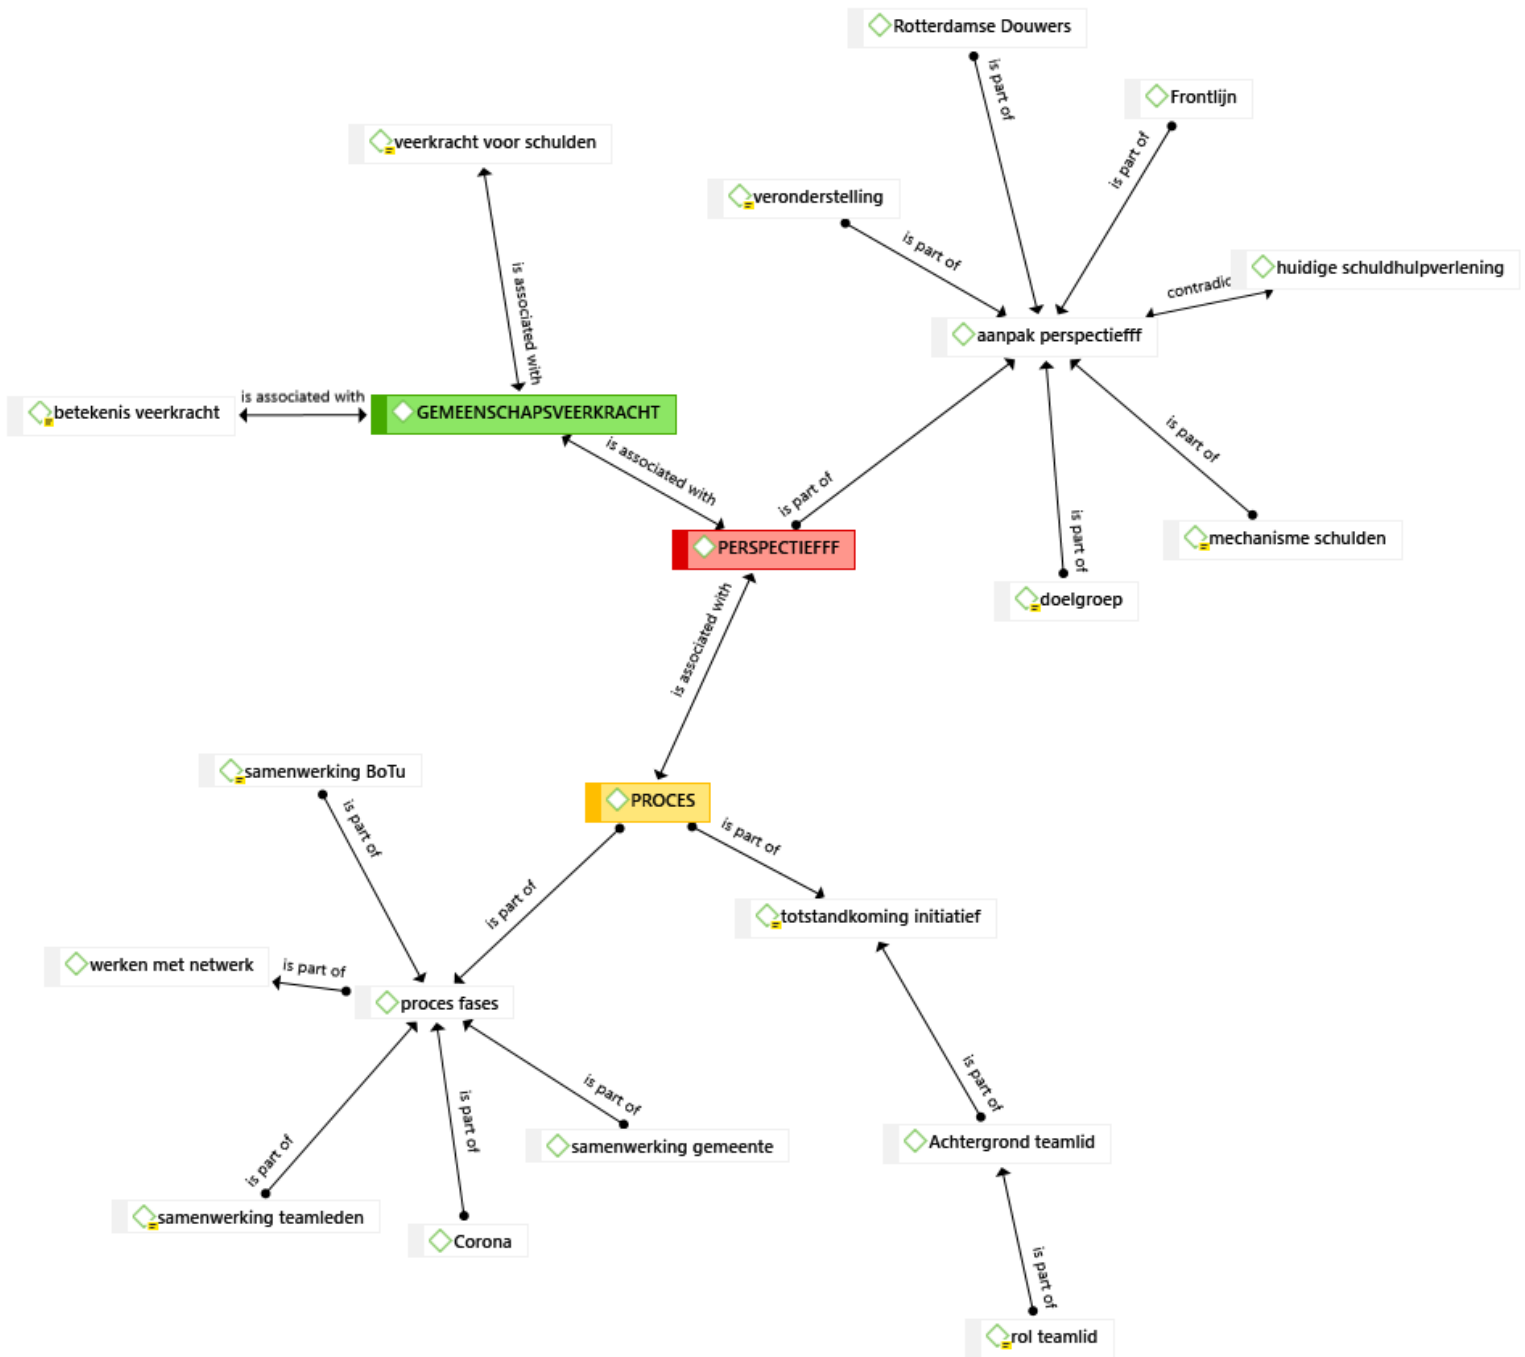 Rotterdamse Douwers
is part of
Frontlijn
is part of
veerkracht voor schulden
veronderstelling
is part of
huidige schuldhulpverlening
contradic
aanpak perspectiefff
is associated with
is associated with
betekenis veerkracht
GEMEENSCHAPSVEERKRACHT
is associated with
is part of
is part of
is part of
mechanisme schulden
PERSPECTIEFFF
doelgroep
is associated with
samenwerking BoTu
is part of
PROCES
is part of
is part of
totstandkoming initiatief
werken met netwerk
is part of
proces fases
is part of
is part of
is part of
is part of
Achtergrond teamlid
samenwerking gemeente
samenwerking teamleden
Corona
is part of
rol teamlid